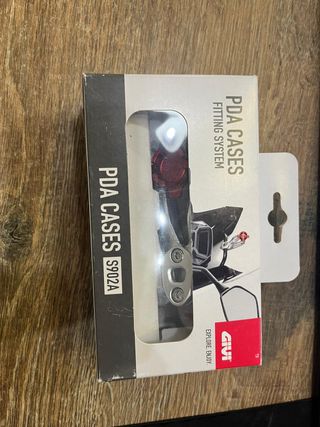 PDA CASES
FITTING SYSTEM
PDA CASES S902A
GIVI
EXPLORE. ENJOY